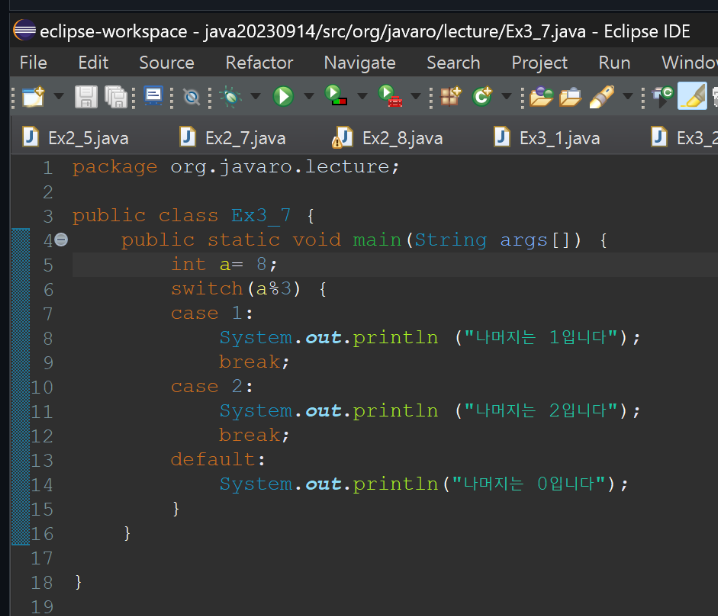 eclipse-workspace - java20230914/src/org/javaro/lecture/Ex3_7.java - Eclipse IDE
File Edit Source Refactor Navigate Search Project Run Window
Ex2_5.java Ex2_7.java Ex2_8.java Ex3_1.java Ex3_2
1 package org.javaro.lecture;
2
3 public class Ex3_7 {
4 public static void main(String args[]) {
5 int a= 8;
6 switch(a%3) {
7 case 1:
8 System.out.println ("나머지는 1입니다");
9 break;
10 case 2:
11 System.out.println ("나머지는 2입니다");
12 break;
13 default:
14 System.out.println("나머지는 0입니다");
15 }
16 }
17
18 }
19